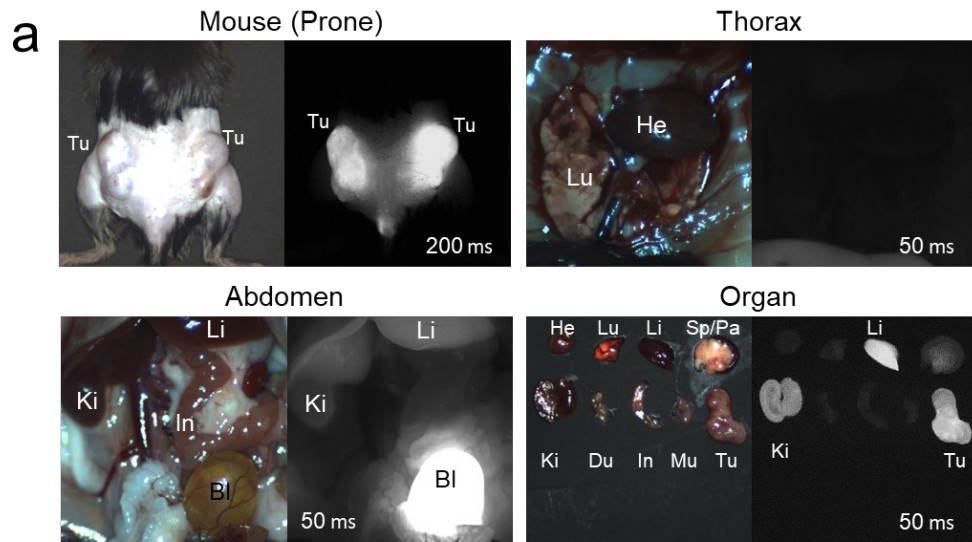 a
Mouse (Prone)
Thorax
Tu
Tu
Tu
Tu
200 ms
He
Lu
50 ms
Abdomen
Organ
Li
Li
Ki
In
Bl
Ki
Bl
50 ms
He Lu Li Sp/Pa
Ki Du In Mu Tu
Li
Ki
Tu
50 ms